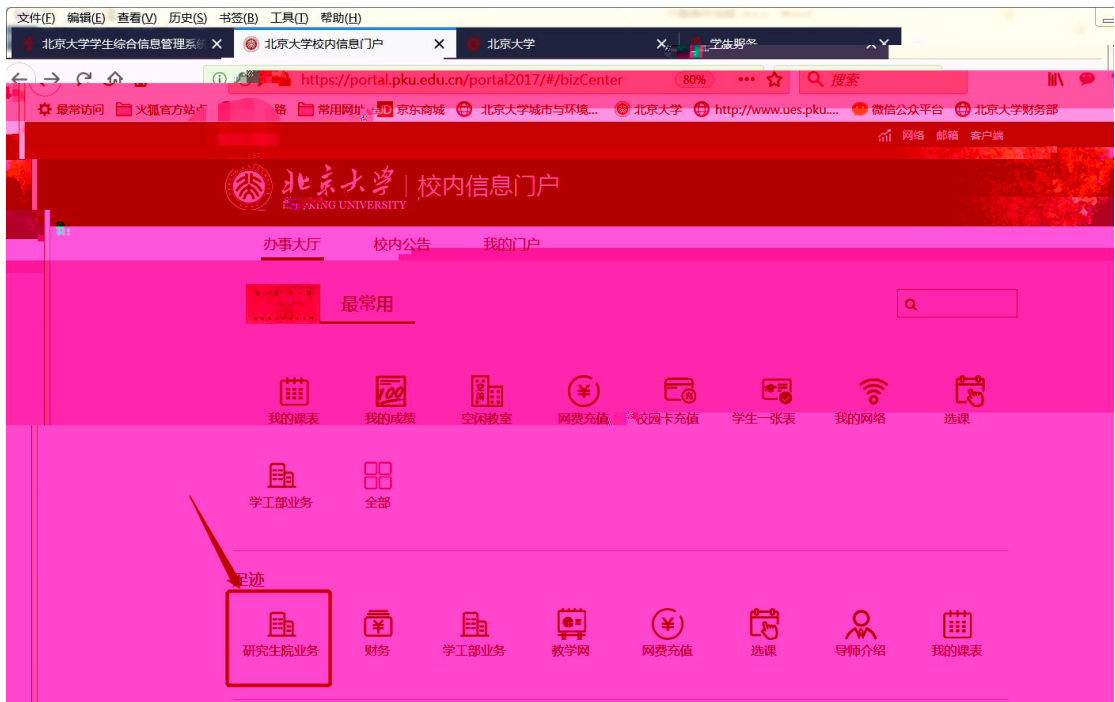 文件(F) 编辑(E) 查看(V) 历史(S) 书签(B) 工具(T) 帮助(H)
北京大学学生综合信息管理系统 北京大学校内信息门户 北京大学
https://portal.pku.edu.cn/portal2017/#/bizCenter 80% 搜索
最常访问 火狐官方站点 常用网址 JD 京东商城 北京大学城市与环境... 北京大学 http://www.ues.pku.... 微信公众平台 北京大学财务部
网络 邮箱 客户端
北京大学 校内信息门户
PEKING UNIVERSITY
办事大厅 校内公告 我的门户
最常用
我的课表 我的成绩 空闲教室 网费充值 校园卡充值 学生一张表 我的网络 选课
学工部业务 全部
足迹
研究生院业务 财务 学工部业务 教学网 网费充值 选课 导师介绍 我的课表